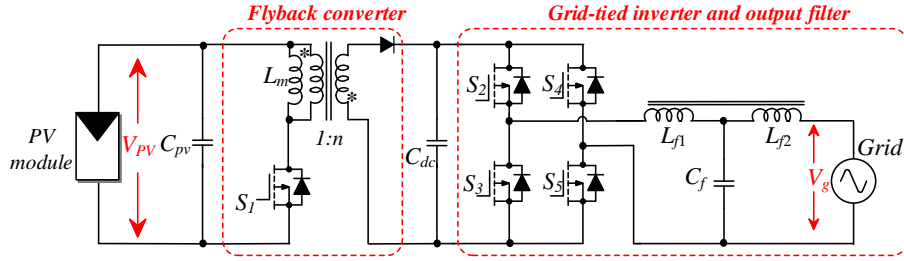 Flyback converter
Grid-tied inverter and output filter
PV
module
V_PV
C_pv
L_m
*
*
1:n
S_1
C_dc
S_2
S_4
S_3
S_5
L_f1
L_f2
C_f
V_g
Grid